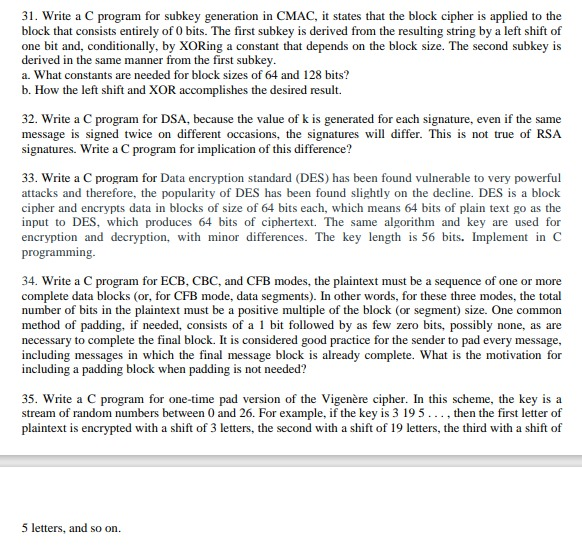 31. Write a C program for subkey generation in CMAC, it states that the block cipher is applied to the
block that consists entirely of 0 bits. The first subkey is derived from the resulting string by a left shift of
one bit and, conditionally, by XORing a constant that depends on the block size. The second subkey is
derived in the same manner from the first subkey.
a. What constants are needed for block sizes of 64 and 128 bits?
b. How the left shift and XOR accomplishes the desired result.
32. Write a C program for DSA, because the value of k is generated for each signature, even if the same
message is signed twice on different occasions, the signatures will differ. This is not true of RSA
signatures. Write a C program for implication of this difference?
33. Write a C program for Data encryption standard (DES) has been found vulnerable to very powerful
attacks and therefore, the popularity of DES has been found slightly on the decline. DES is a block
cipher and encrypts data in blocks of size of 64 bits each, which means 64 bits of plain text go as the
input to DES, which produces 64 bits of ciphertext. The same algorithm and key are used for
encryption and decryption, with minor differences. The key length is 56 bits. Implement in C
programming.
34. Write a C program for ECB, CBC, and CFB modes, the plaintext must be a sequence of one or more
complete data blocks (or, for CFB mode, data segments). In other words, for these three modes, the total
number of bits in the plaintext must be a positive multiple of the block (or segment) size. One common
method of padding, if needed, consists of a 1 bit followed by as few zero bits, possibly none, as are
necessary to complete the final block. It is considered good practice for the sender to pad every message,
including messages in which the final message block is already complete. What is the motivation for
including a padding block when padding is not needed?
35. Write a C program for one-time pad version of the Vigenère cipher. In this scheme, the key is a
stream of random numbers between 0 and 26. For example, if the key is 3 19 5 . . . , then the first letter of
plaintext is encrypted with a shift of 3 letters, the second with a shift of 19 letters, the third with a shift of
5 letters, and so on.